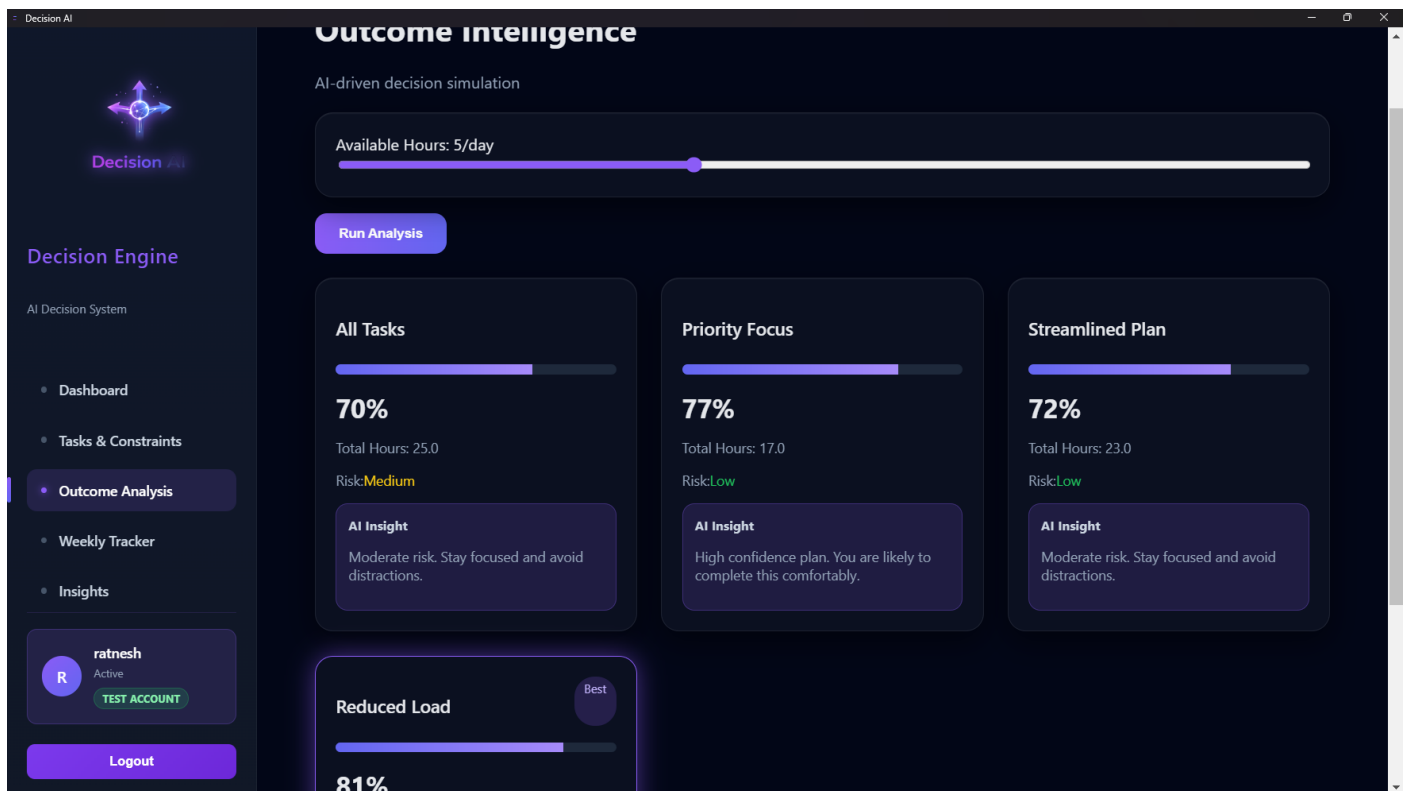 Decision AI
Decision AI
Decision Engine
AI Decision System
Dashboard
Tasks & Constraints
Outcome Analysis
Weekly Tracker
Insights
R
ratnesh
Active
TEST ACCOUNT
Logout
Outcome Intelligence
AI-driven decision simulation
Available Hours: 5/day
Run Analysis
All Tasks
70%
Total Hours: 25.0
Risk:Medium
AI Insight
Moderate risk. Stay focused and avoid
distractions.
Priority Focus
77%
Total Hours: 17.0
Risk:Low
AI Insight
High confidence plan. You are likely to
complete this comfortably.
Streamlined Plan
72%
Total Hours: 23.0
Risk:Low
AI Insight
Moderate risk. Stay focused and avoid
distractions.
Reduced Load
Best
81%